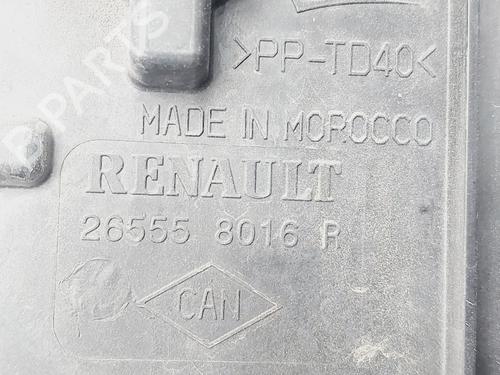 >PP-TD40<
MADE IN MOROCCO
RENAULT
26555 8016 R
CAN